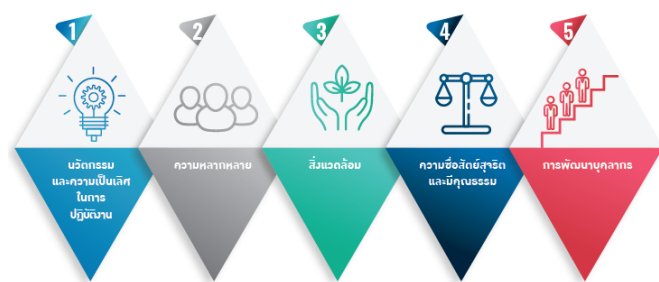 1
นวัตกรรม
และความเป็นเลิศ
ในการ
ปฏิบัติงาน
2
ความหลากหลาย
3
สิ่งแวดล้อม
4
ความซื่อสัตย์สุจริต
และมีคุณธรรม
5
การพัฒนาบุคลากร